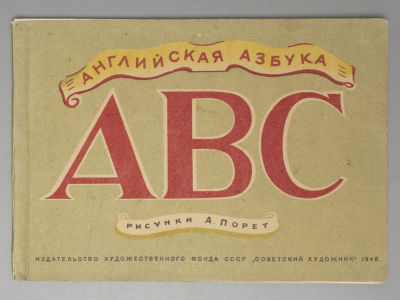 АНГЛИЙСКАЯ АЗБУКА
ABC
РИСУНКИ А. ПОРЕТ
ИЗДАТЕЛЬСТВО ХУДОЖЕСТВЕННОГО ФОНДА СССР „СОВЕТСКИЙ ХУДОЖНИК" 1948